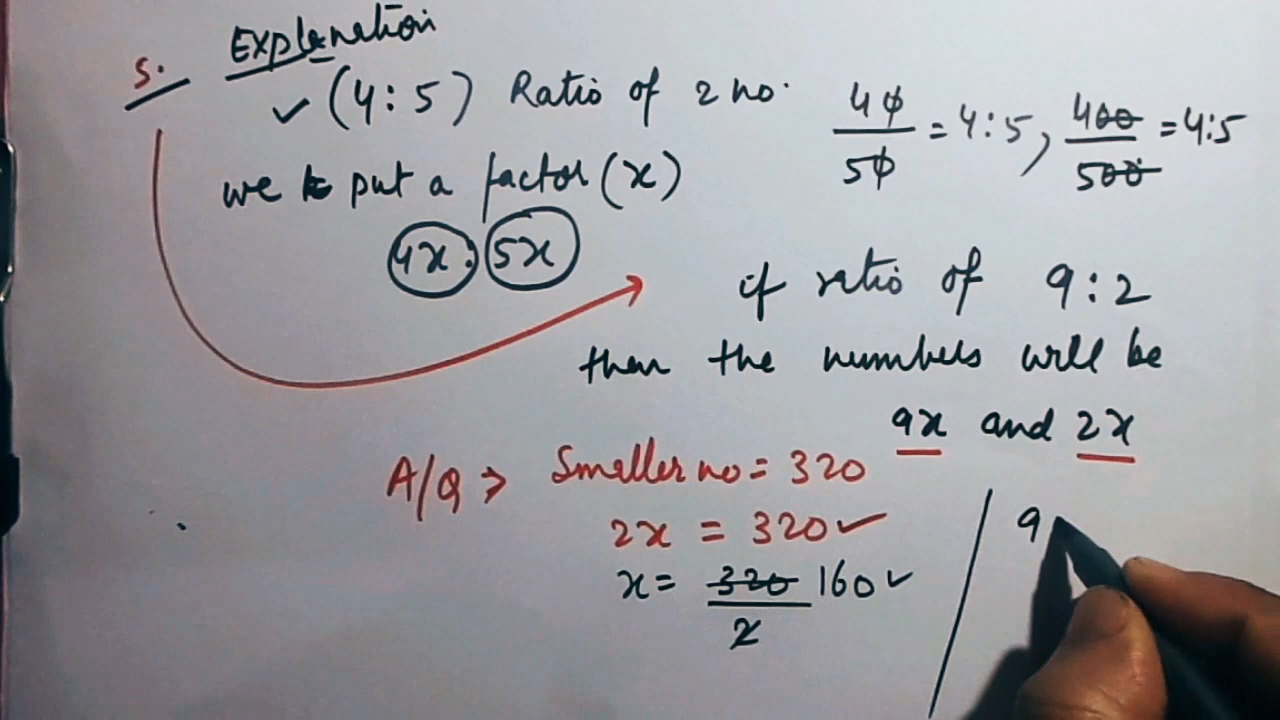 S. Explanation
✓ (4:5) Ratio of 2 no.
40/50 = 4:5, 400/500 = 4:5
we put a factor (x)
4x : 5x
if ratio of 9:2
then the numbers will be
9x and 2x
A/Q > Smaller no = 320
2x = 320 ✓
x = 320/2 160 ✓
9